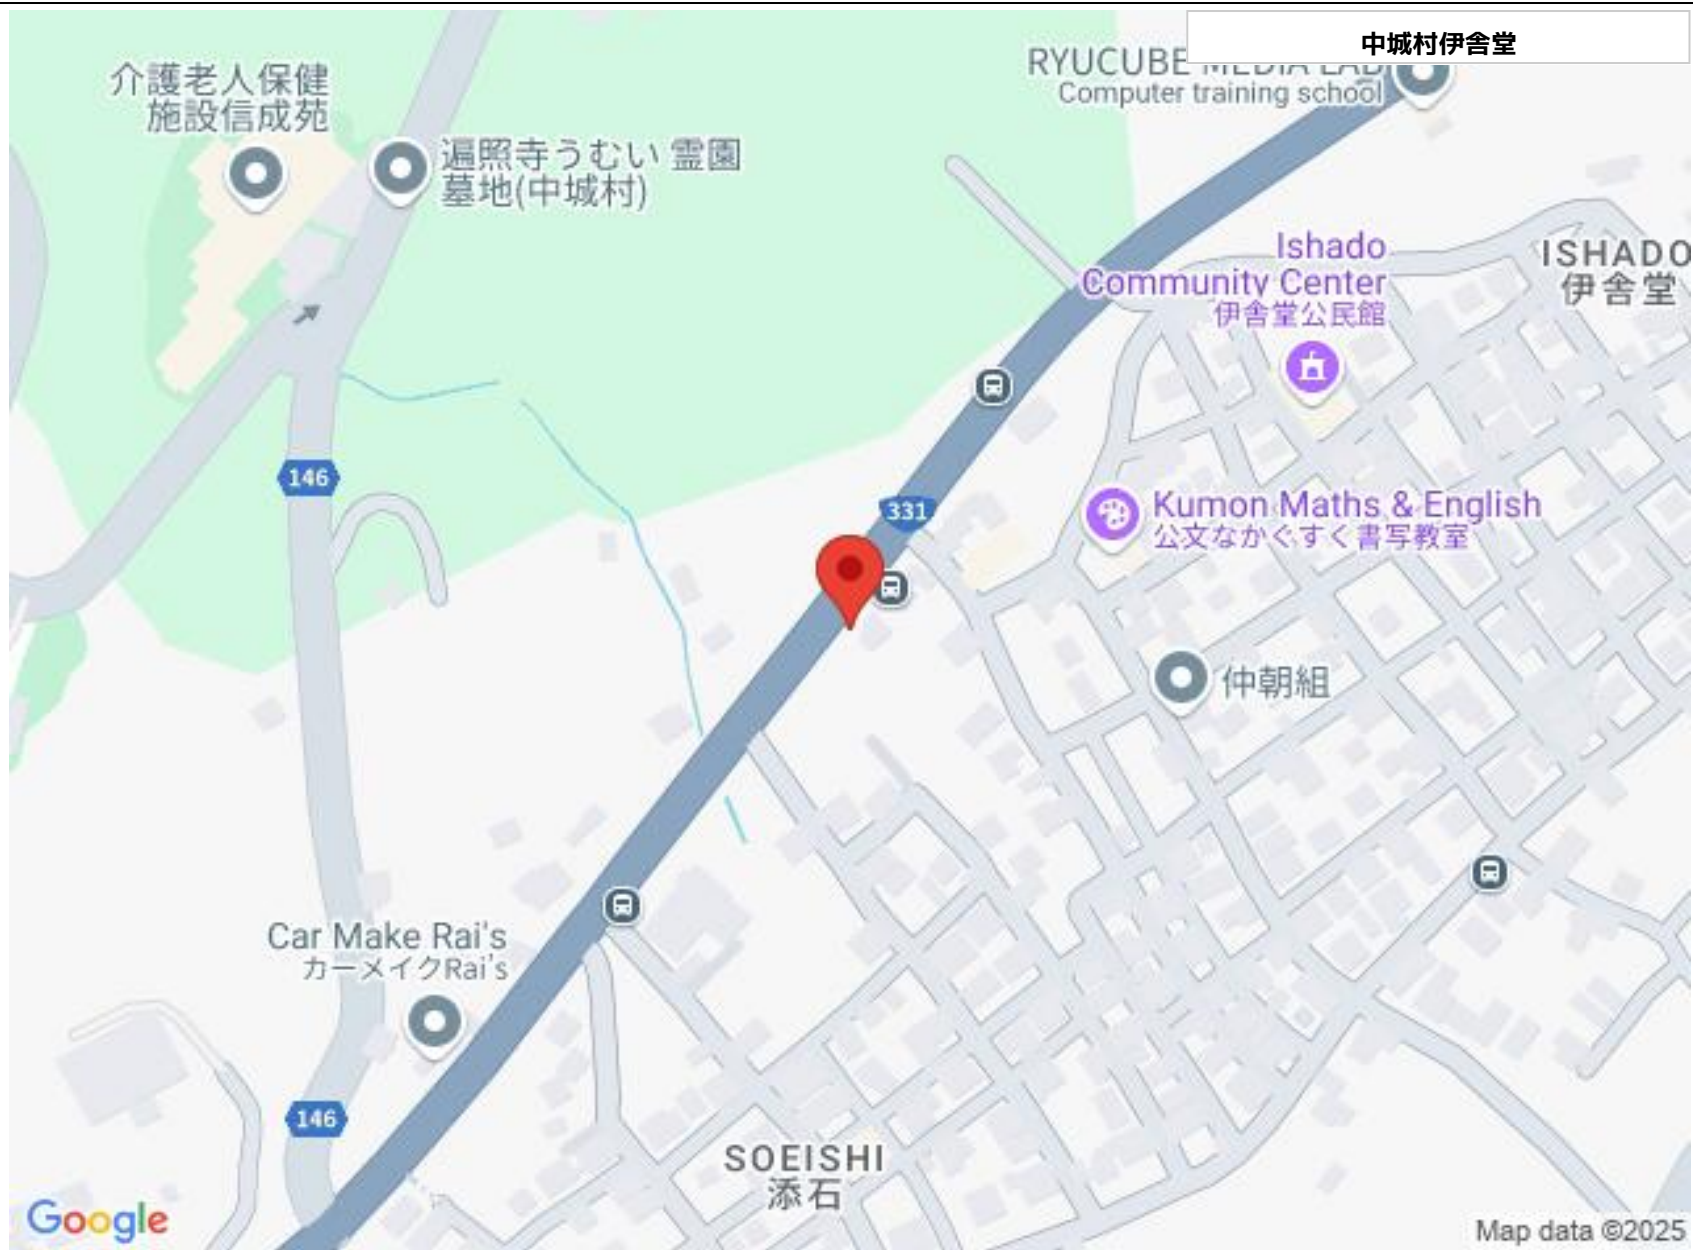 中城村伊舎堂
RYUCUBE MEDIA LAB
Computer training school
介護老人保健
施設信成苑
遍照寺うむい 霊園
墓地(中城村)
Ishado
Community Center
伊舎堂公民館
ISHADO
伊舎堂
146
331
Kumon Maths & English
公文なかぐすく書写教室
仲朝組
Car Make Rai's
カーメイクRai's
146
SOEISHI
添石
Google
Map data ©2025